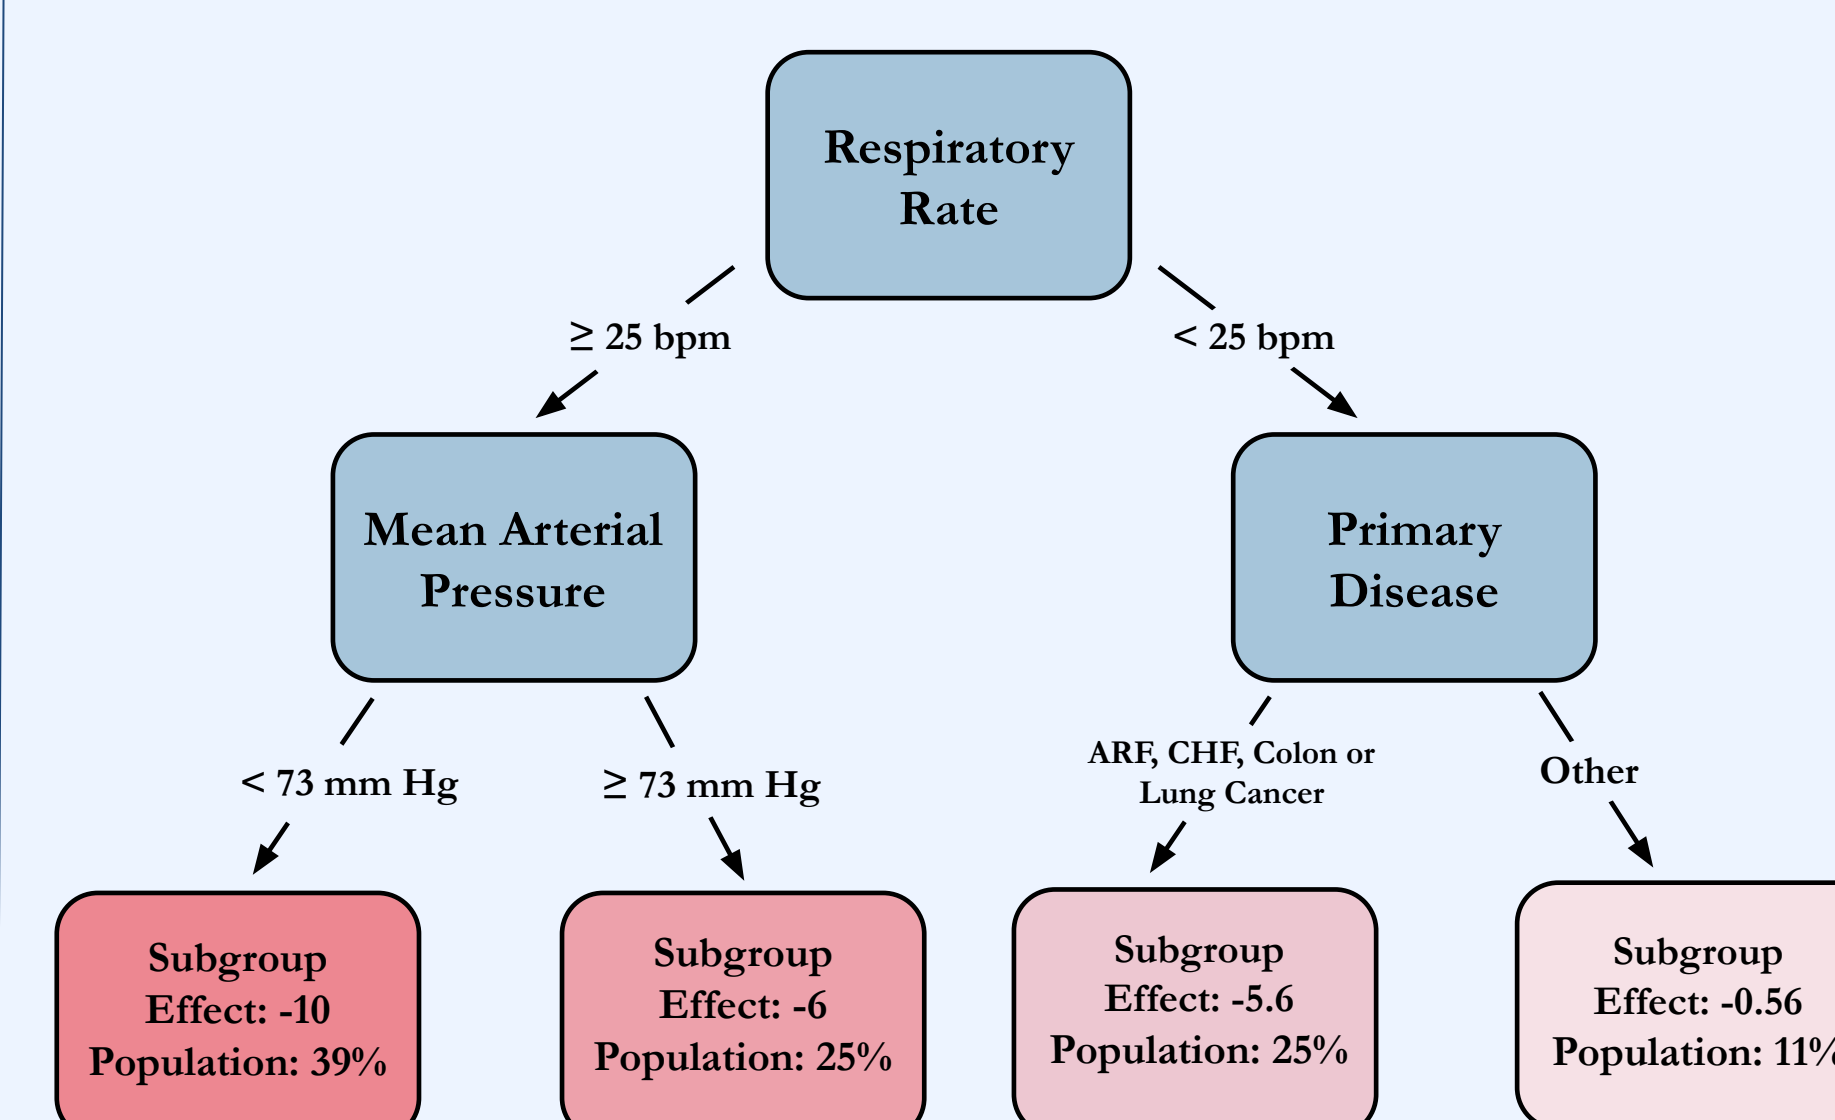 Respiratory
Rate
≥ 25 bpm
< 25 bpm
Mean Arterial
Pressure
Primary
Disease
< 73 mm Hg
≥ 73 mm Hg
ARF, CHF, Colon or
Lung Cancer
Other
Subgroup
Effect: -10
Population: 39%
Subgroup
Effect: -6
Population: 25%
Subgroup
Effect: -5.6
Population: 25%
Subgroup
Effect: -0.56
Population: 11%